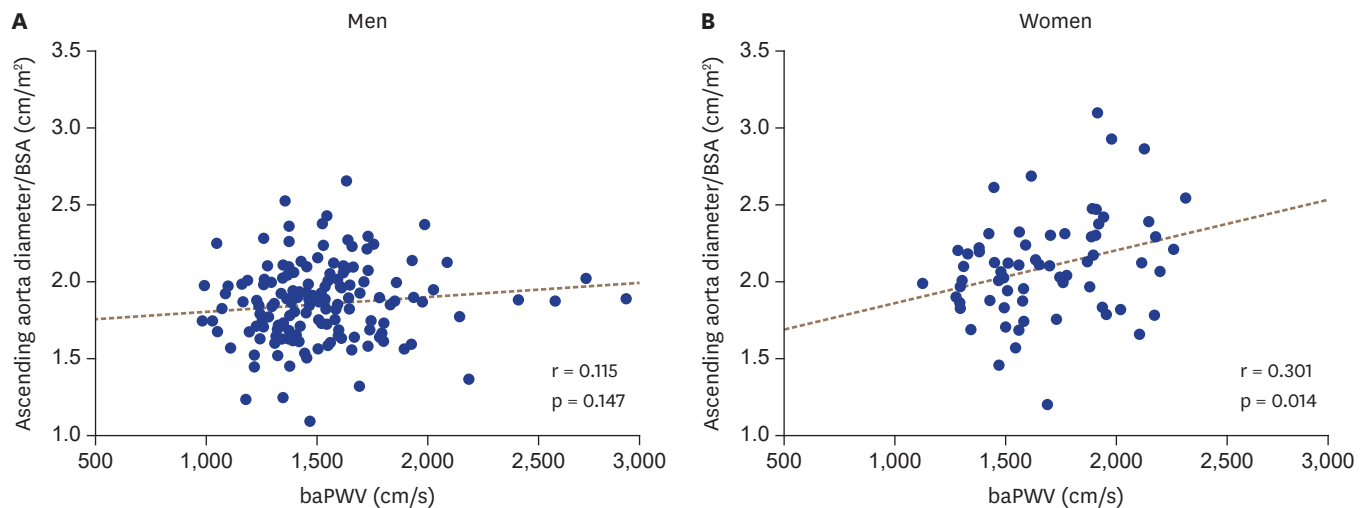 A
Men
Ascending aorta diameter/BSA (cm/m²)
3.5
3.0
2.5
2.0
1.5
1.0
r = 0.115
p = 0.147
500
1,000
1,500
2,000
2,500
3,000
baPWV (cm/s)
B
Women
Ascending aorta diameter/BSA (cm/m²)
3.5
3.0
2.5
2.0
1.5
1.0
r = 0.301
p = 0.014
500
1,000
1,500
2,000
2,500
3,000
baPWV (cm/s)